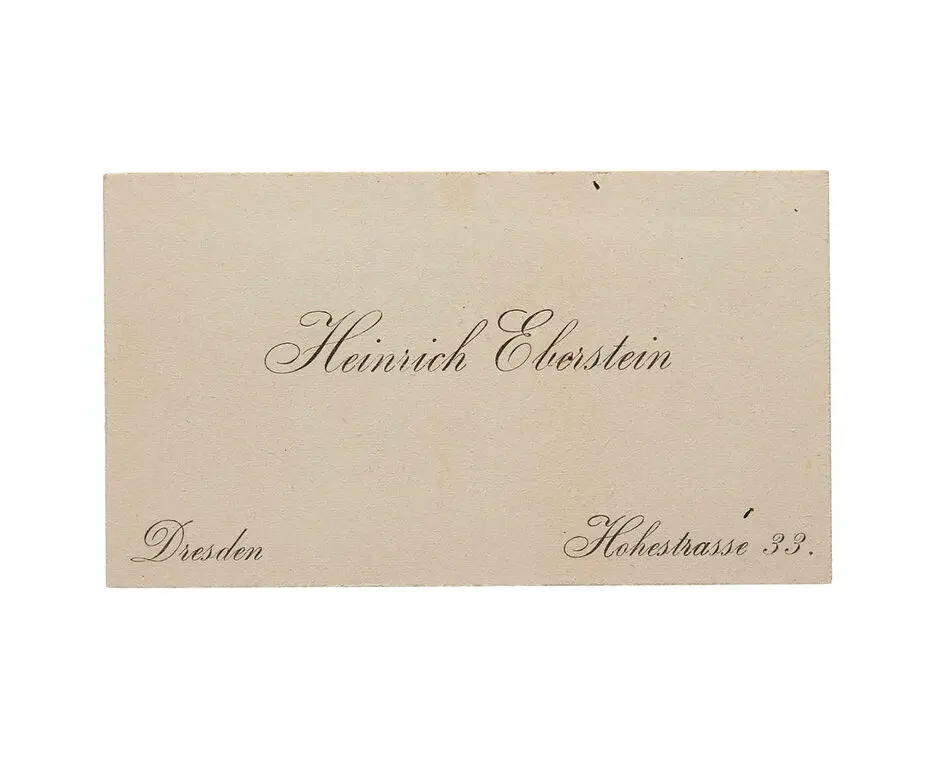 Heinrich Eberstein
Dresden
Hohestrasse 33.